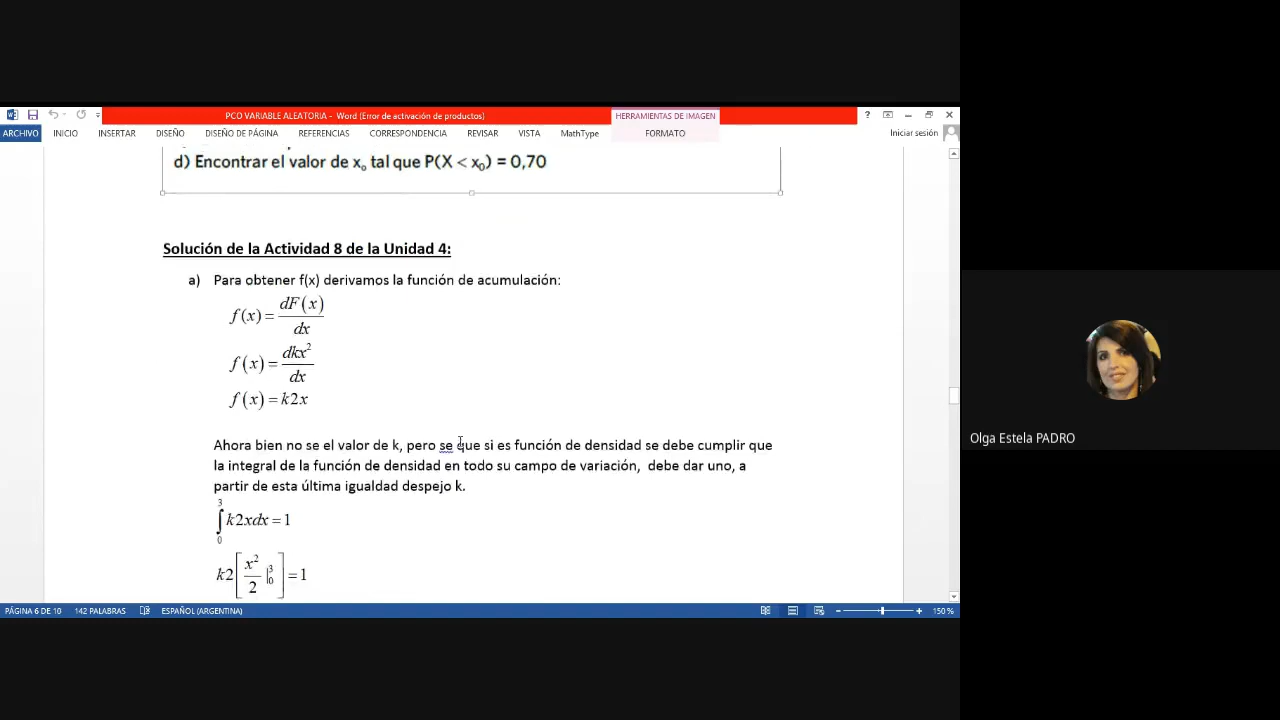 PCO VARIABLE ALEATORIA - Word (Error de activación de productos)
HERRAMIENTAS DE IMAGEN
?
ARCHIVO INICIO INSERTAR DISEÑO DISEÑO DE PÁGINA REFERENCIAS CORRESPONDENCIA REVISAR VISTA MathType FORMATO Iniciar sesión
d) Encontrar el valor de x₀ tal que P(X < x₀) = 0,70
Solución de la Actividad 8 de la Unidad 4:
a) Para obtener f(x) derivamos la función de acumulación:
f(x) = dF(x)/dx
f(x) = dkx²/dx
f(x) = k2x
Ahora bien no se el valor de k, pero se que si es función de densidad se debe cumplir que
la integral de la función de densidad en todo su campo de variación, debe dar uno, a
partir de esta última igualdad despejo k.
∫₀³ k2xdx = 1
k2[x²/2 |₀³] = 1
PÁGINA 6 DE 10 142 PALABRAS ESPAÑOL (ARGENTINA) 150 %
Olga Estela PADRO